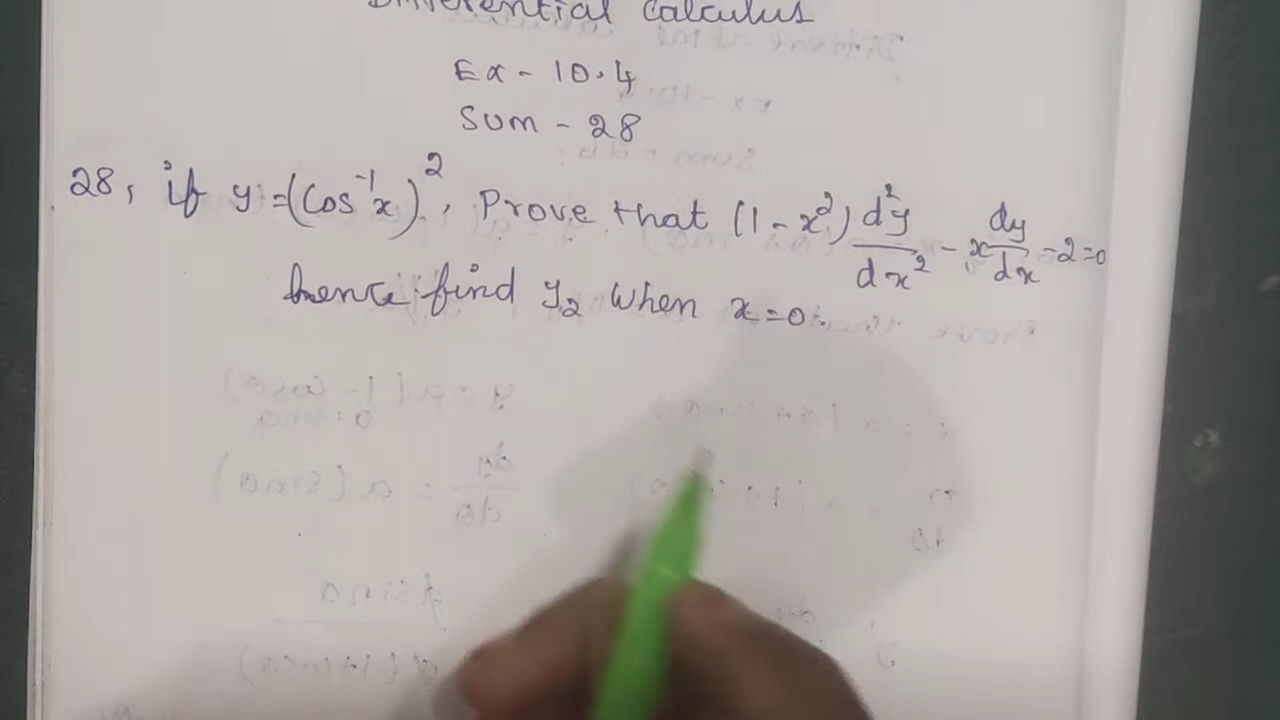 Differential Calculus
Ex - 10.4
Sum - 28
28, if y = (Cos⁻¹x)², Prove that (1 - x²) d²y/dx² - x dy/dx - 2 = 0
hence find y₂ when x = 0.